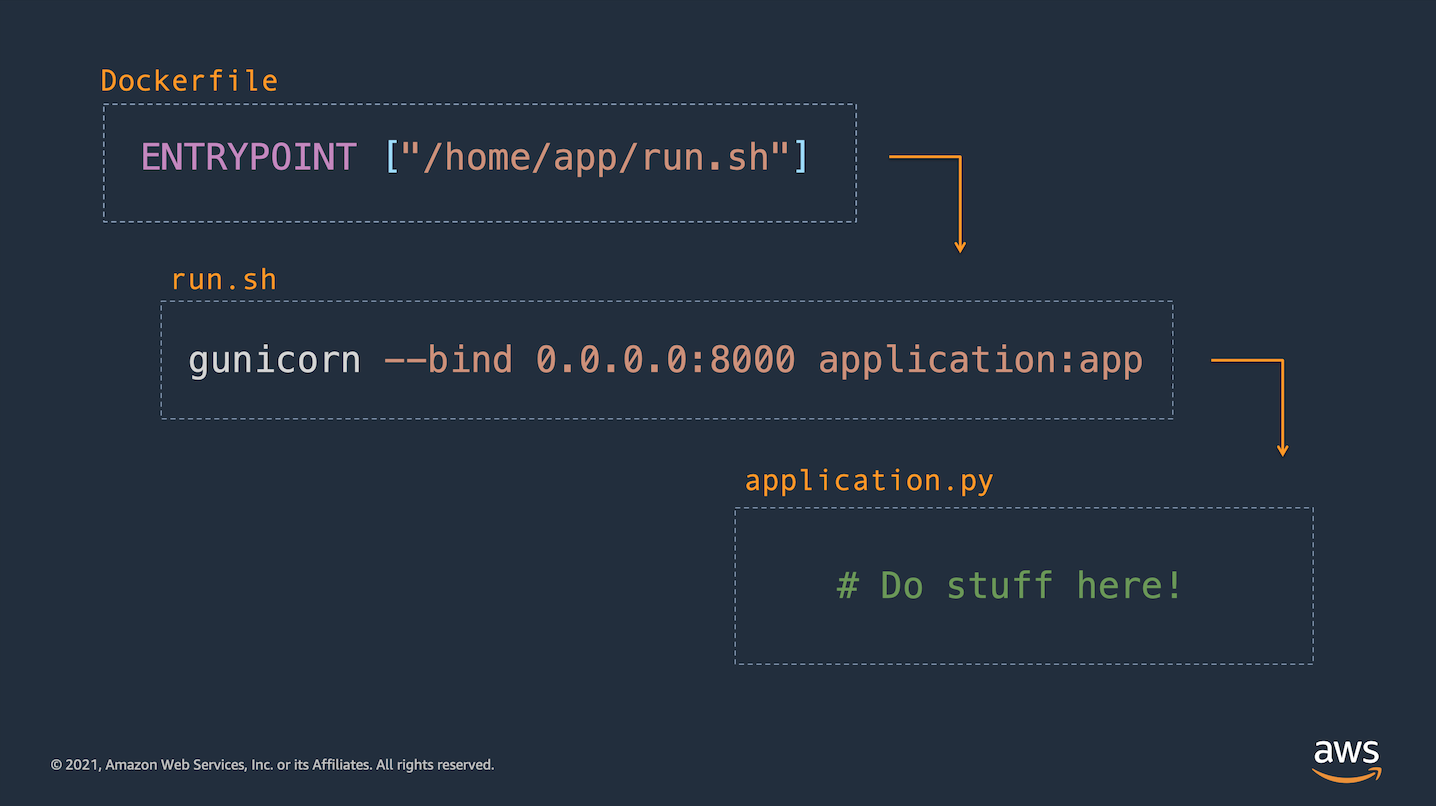 Dockerfile
ENTRYPOINT ["/home/app/run.sh"]
run.sh
gunicorn --bind 0.0.0.0:8000 application:app
application.py
# Do stuff here!
© 2021, Amazon Web Services, Inc. or its Affiliates. All rights reserved.
aws